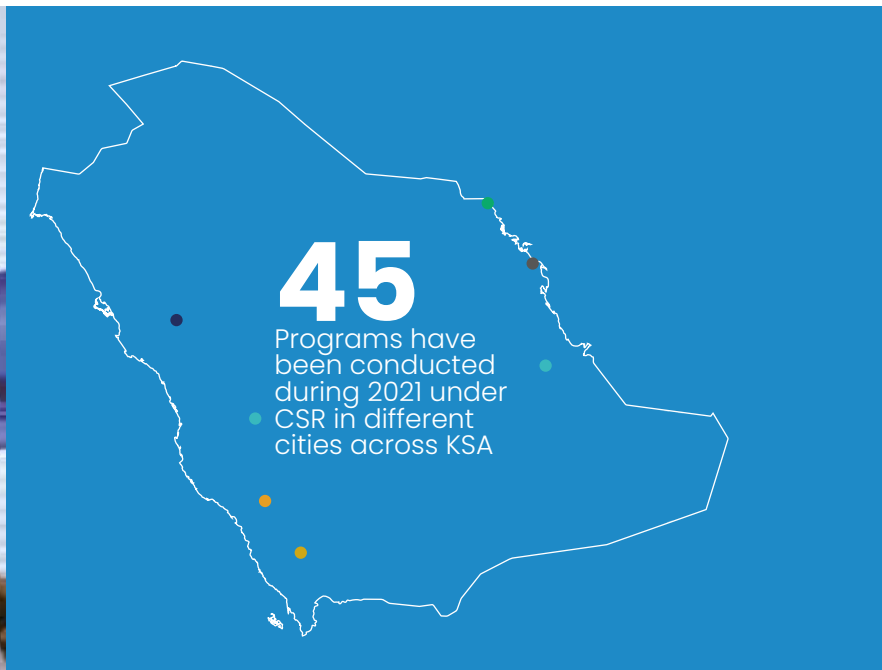 45
Programs have
been conducted
during 2021 under
CSR in different
cities across KSA